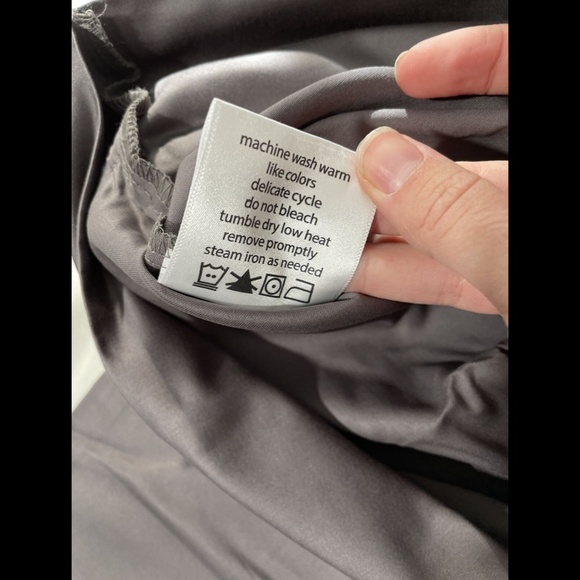 machine wash warm
like colors
delicate cycle
do not bleach
tumble dry low heat
remove promptly
steam iron as needed